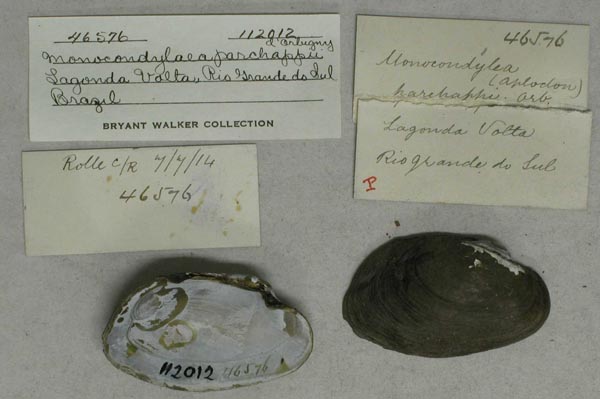 46576 112012
d'Orbigny
Monocondylaea parchappii
Lagonda Volta, Rio Grande do Sul
Brazil
BRYANT WALKER COLLECTION
46576
Monocondylea
(Aplodon)
parchappi. Orb.
Lagonda Volta
Rio grande do Sul
P
Rolle c/R 7/7/14
46576
112012 46576